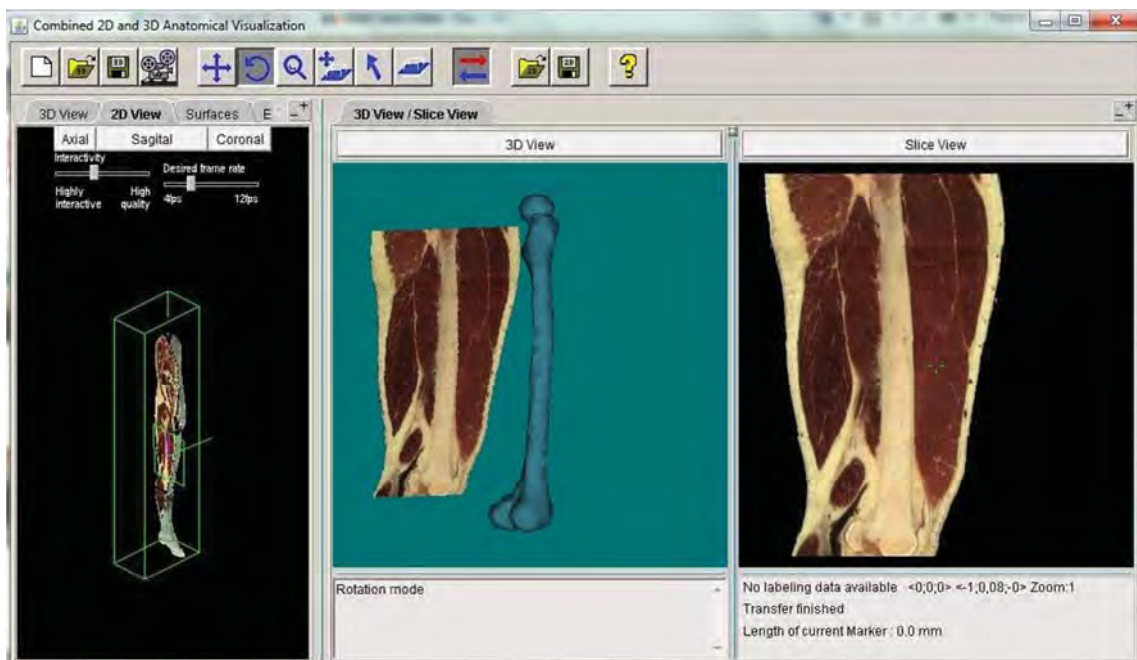 Combined 2D and 3D Anatomical Visualization
3D View 2D View Surfaces E
Axial Sagital Coronal
Interactivity
Desired frame rate
Highly interactive
High quality
4fps 12fps
3D View / Slice View
3D View
Slice View
Rotation mode
No labeling data available <0;0;0> <-1;0,08;-0> Zoom:1
Transfer finished
Length of current Marker : 0.0 mm